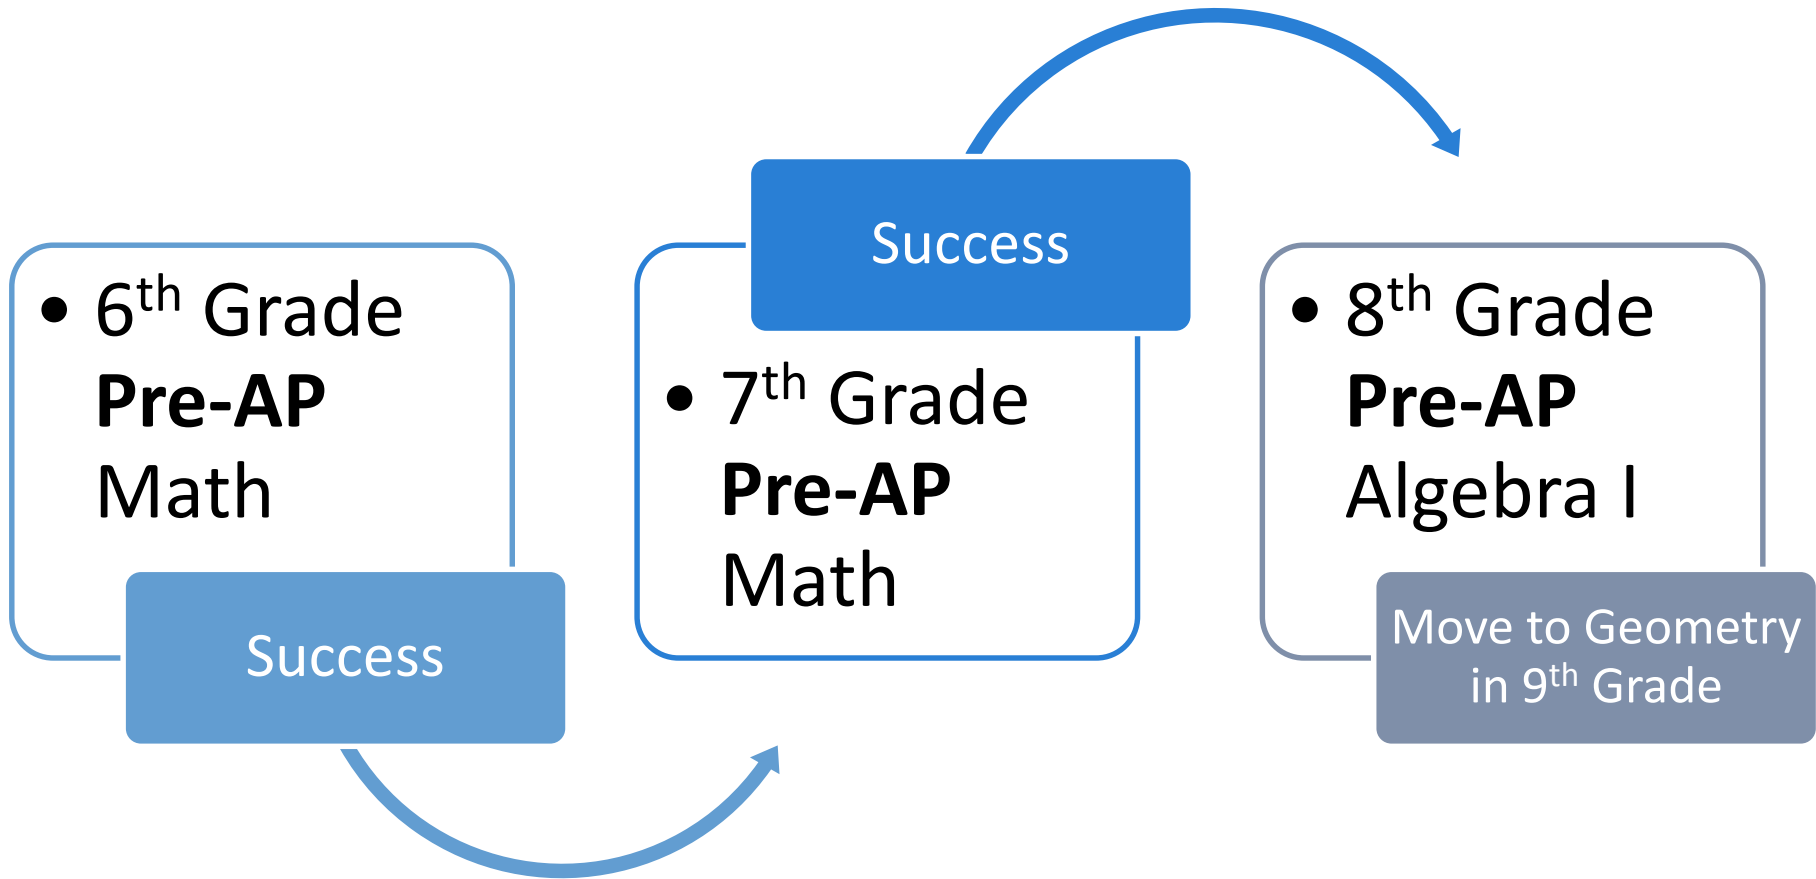 • 6th Grade
Pre-AP
Math
Success
Success
• 7th Grade
Pre-AP
Math
• 8th Grade
Pre-AP
Algebra I
Move to Geometry
in 9th Grade